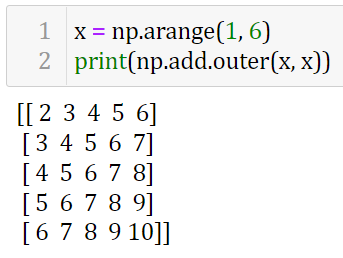 1 x = np.arange(1, 6)
2 print(np.add.outer(x, x))
[[ 2 3 4 5 6]
[ 3 4 5 6 7]
[ 4 5 6 7 8]
[ 5 6 7 8 9]
[ 6 7 8 9 10]]